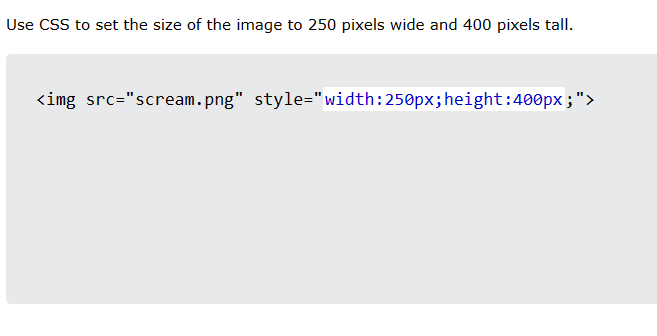 Use CSS to set the size of the image to 250 pixels wide and 400 pixels tall.
<img src="scream.png" style="width:250px;height:400px;">